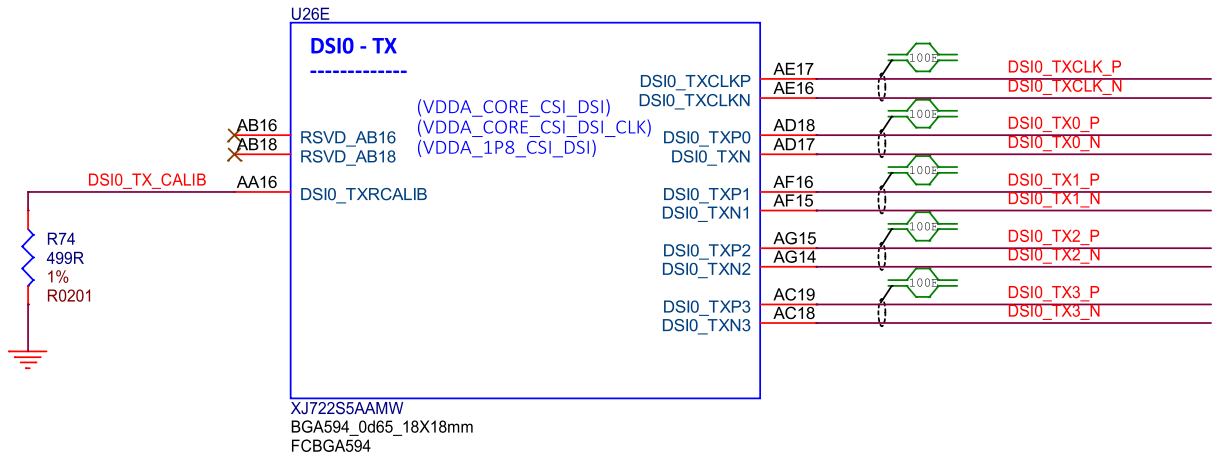 U26E
DSI0 - TX
-------------
(VDDA_CORE_CSI_DSI)
(VDDA_CORE_CSI_DSI_CLK)
(VDDA_1P8_CSI_DSI)
AB16
RSVD_AB16
AB18
RSVD_AB18
DSI0_TX_CALIB
AA16
DSI0_TXRCALIB
R74
499R
1%
R0201
100E
DSI0_TXCLKP AE17 DSI0_TXCLK_P
DSI0_TXCLKN AE16 DSI0_TXCLK_N
100E
DSI0_TXP0 AD18 DSI0_TX0_P
DSI0_TXN AD17 DSI0_TX0_N
100E
DSI0_TXP1 AF16 DSI0_TX1_P
DSI0_TXN1 AF15 DSI0_TX1_N
100E
DSI0_TXP2 AG15 DSI0_TX2_P
DSI0_TXN2 AG14 DSI0_TX2_N
100E
DSI0_TXP3 AC19 DSI0_TX3_P
DSI0_TXN3 AC18 DSI0_TX3_N
XJ722S5AAMW
BGA594_0d65_18X18mm
FCBGA594